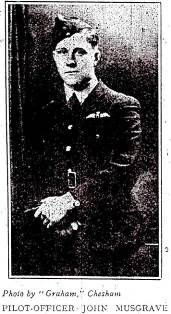 Photo by "Graham," Chesham
PILOT-OFFICER JOHN MUSGRAVE